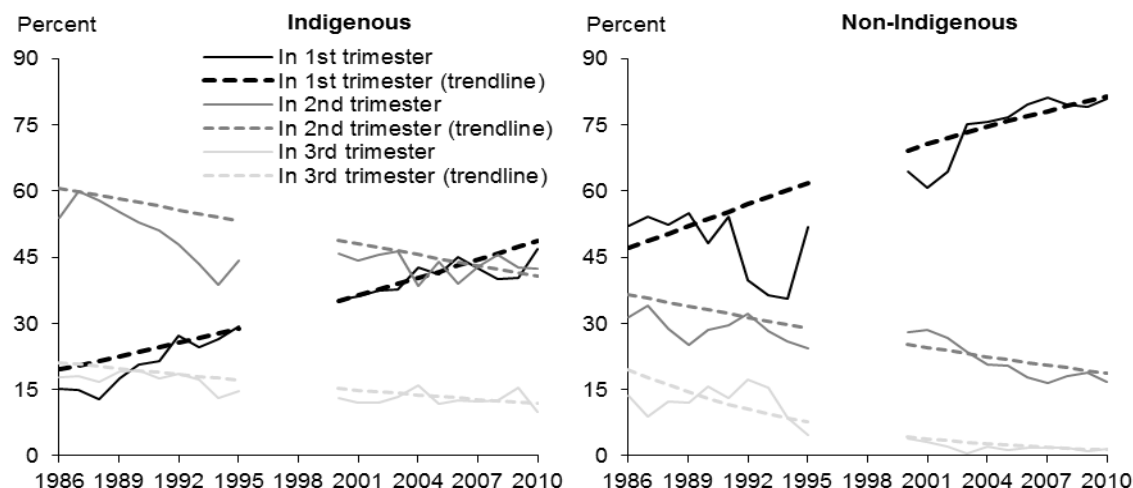 Percent
Indigenous
90
75
60
45
30
15
0
In 1st trimester
In 1st trimester (trendline)
In 2nd trimester
In 2nd trimester (trendline)
In 3rd trimester
In 3rd trimester (trendline)
1986 1989 1992 1995 1998 2001 2004 2007 2010
Percent
Non-Indigenous
90
75
60
45
30
15
0
1986 1989 1992 1995 1998 2001 2004 2007 2010